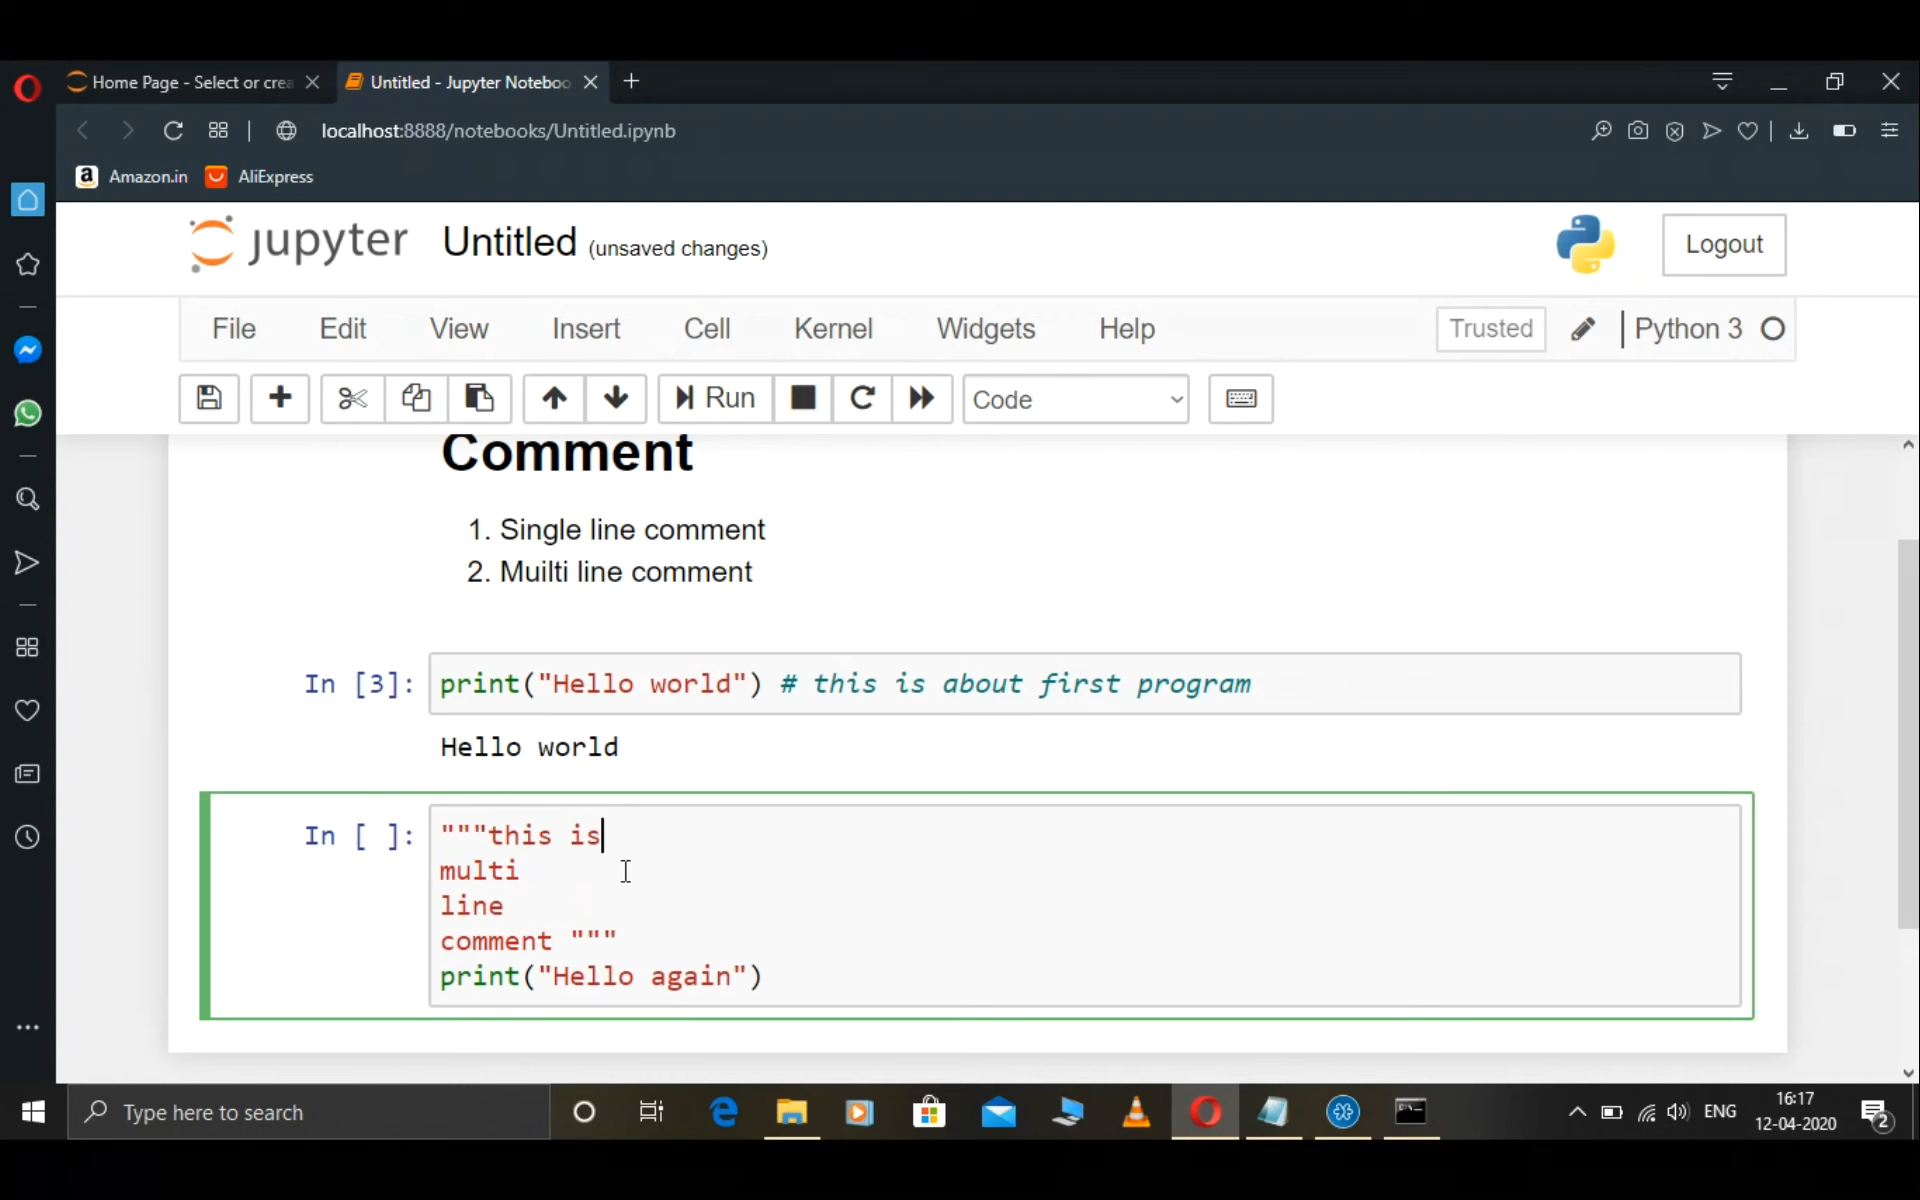 Home Page - Select or crea
Untitled - Jupyter Noteboo
localhost:8888/notebooks/Untitled.ipynb
Amazon.in AliExpress
jupyter Untitled (unsaved changes) Logout
File Edit View Insert Cell Kernel Widgets Help Trusted Python 3
Run Code
Comment
1. Single line comment
2. Muilti line comment
In [3]: print("Hello world") # this is about first program
Hello world
In [ ]: """this is
multi
line
comment """
print("Hello again")
Type here to search
ENG
16:17
12-04-2020
2